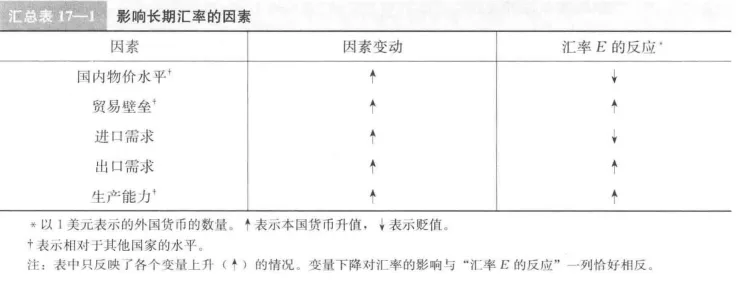 汇总表 17—1 影响长期汇率的因素
因素 因素变动 汇率 E 的反应*
国内物价水平† ↑ ↓
贸易壁垒† ↑ ↑
进口需求 ↑ ↓
出口需求 ↑ ↑
生产能力† ↑ ↑
*以 1 美元表示的外国货币的数量。↑表示本国货币升值，↓表示贬值。
†表示相对于其他国家的水平。
注：表中只反映了各个变量上升（↑）的情况。变量下降对汇率的影响与“汇率 E 的反应”一列恰好相反。